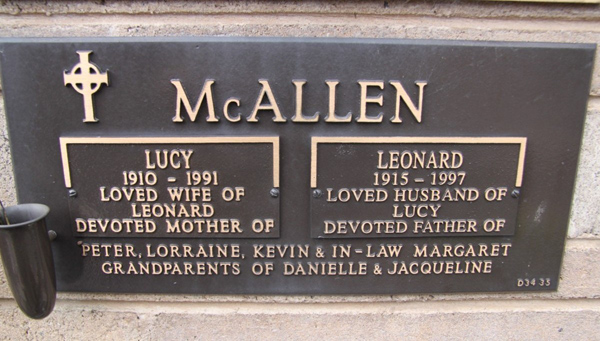 McALLEN
LUCY
1910 - 1991
LOVED WIFE OF
LEONARD
DEVOTED MOTHER OF
LEONARD
1915 - 1997
LOVED HUSBAND OF
LUCY
DEVOTED FATHER OF
PETER, LORRAINE, KEVIN & IN-LAW MARGARET
GRANDPARENTS OF DANIELLE & JACQUELINE
D34 33